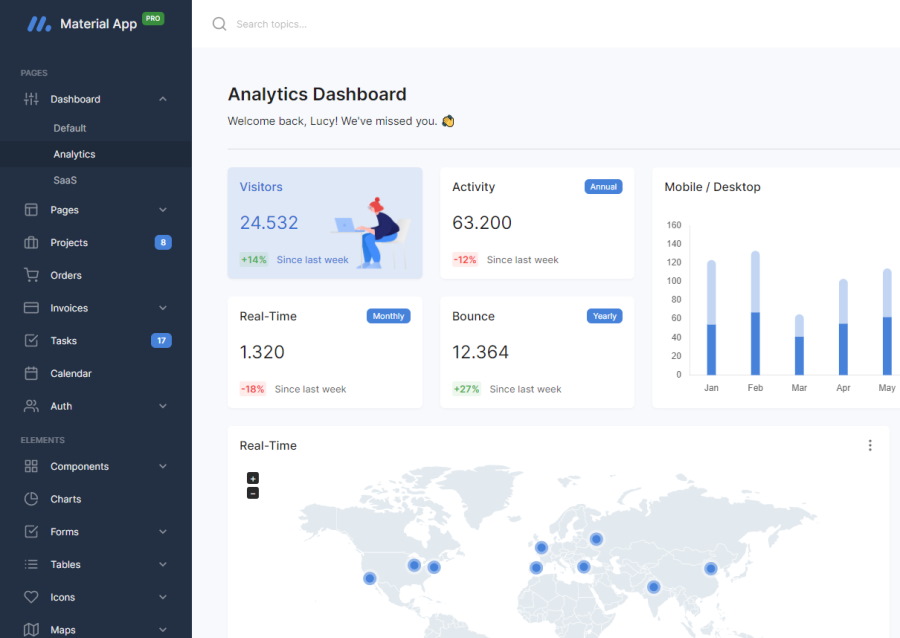 Material App PRO
Search topics...
PAGES
Dashboard
Default
Analytics
SaaS
Pages
Projects 8
Orders
Invoices
Tasks 17
Calendar
Auth
ELEMENTS
Components
Charts
Forms
Tables
Icons
Maps
Analytics Dashboard
Welcome back, Lucy! We've missed you. 👋
Visitors
24.532
+14% Since last week
Activity Annual
63.200
-12% Since last week
Real-Time Monthly
1.320
-18% Since last week
Bounce Yearly
12.364
+27% Since last week
Mobile / Desktop
160
140
120
100
80
60
40
20
0
Jan Feb Mar Apr May
Real-Time
+
−